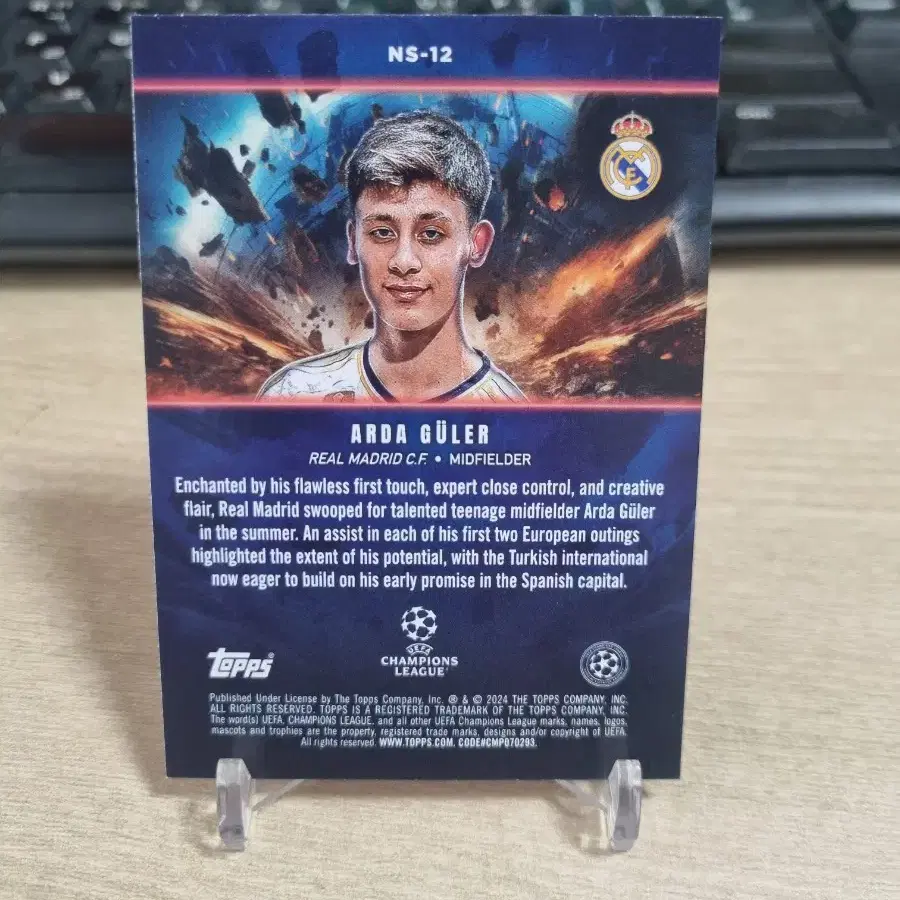 NS-12
ARDA GÜLER
REAL MADRID C.F. • MIDFIELDER
Enchanted by his flawless first touch, expert close control, and creative
flair, Real Madrid swooped for talented teenage midfielder Arda Güler
in the summer. An assist in each of his first two European outings
highlighted the extent of his potential, with the Turkish international
now eager to build on his early promise in the Spanish capital.
topps®
UEFA
CHAMPIONS
LEAGUE®
Published Under License by The Topps Company, Inc. ® & © 2024 THE TOPPS COMPANY, INC.
ALL RIGHTS RESERVED. TOPPS IS A REGISTERED TRADEMARK OF THE TOPPS COMPANY, INC.
The word(s) UEFA, CHAMPIONS LEAGUE, and all other UEFA Champions League marks, names, logos,
mascots and trophies are the property, registered trade marks, designs and/or copyright of UEFA.
All rights reserved. WWW.TOPPS.COM. CODE#CMP070293.